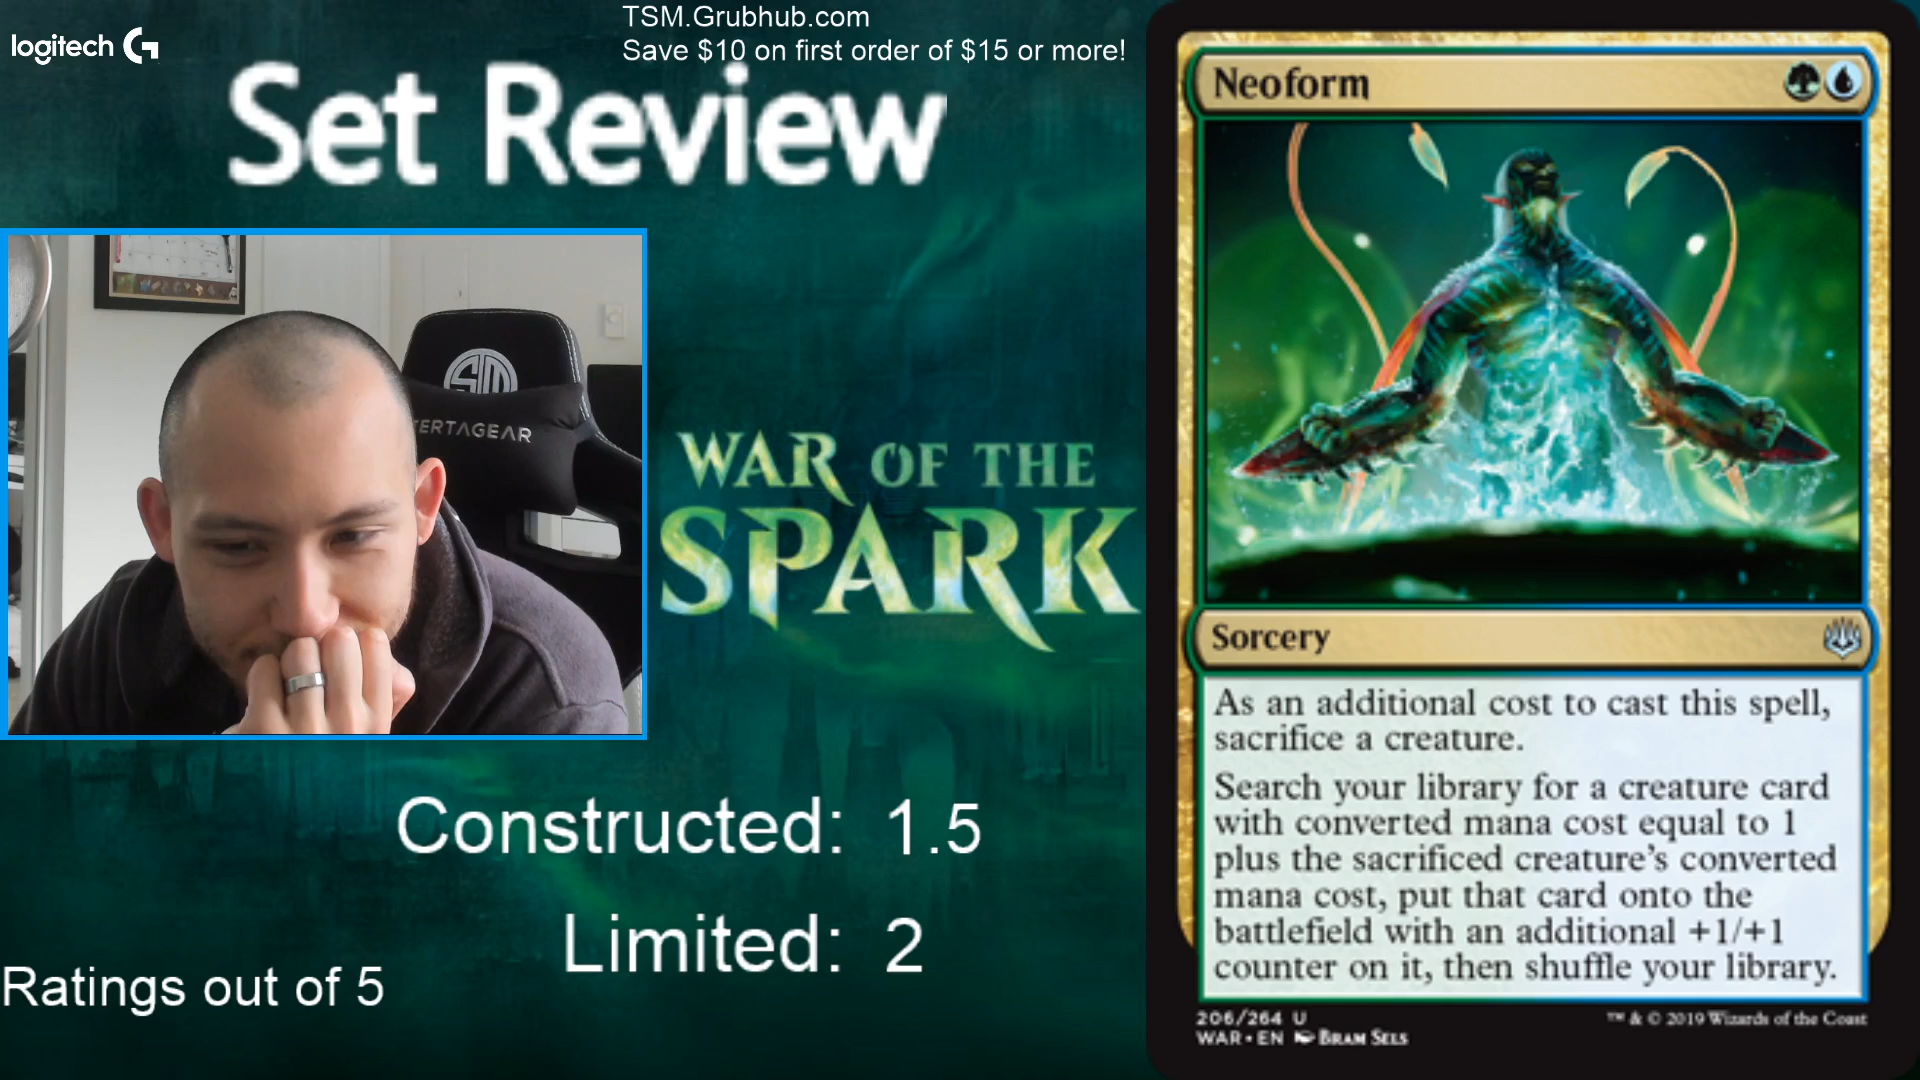 TSM.Grubhub.com
Save $10 on first order of $15 or more!
logitech G
Set Review
WAR OF THE
SPARK
TERTAGEAR
Constructed: 1.5
Limited: 2
Ratings out of 5
Neoform
Sorcery
As an additional cost to cast this spell,
sacrifice a creature.
Search your library for a creature card
with converted mana cost equal to 1
plus the sacrificed creature's converted
mana cost, put that card onto the
battlefield with an additional +1/+1
counter on it, then shuffle your library.
206/264 U
WAR • EN Bram Sels
™ & © 2019 Wizards of the Coast